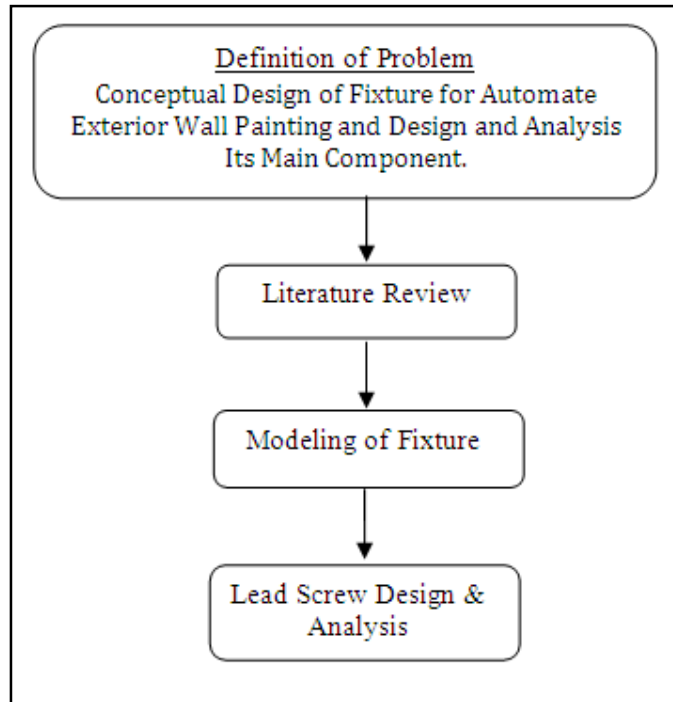 Definition of Problem
Conceptual Design of Fixture for Automate
Exterior Wall Painting and Design and Analysis
Its Main Component.
Literature Review
Modeling of Fixture
Lead Screw Design &
Analysis